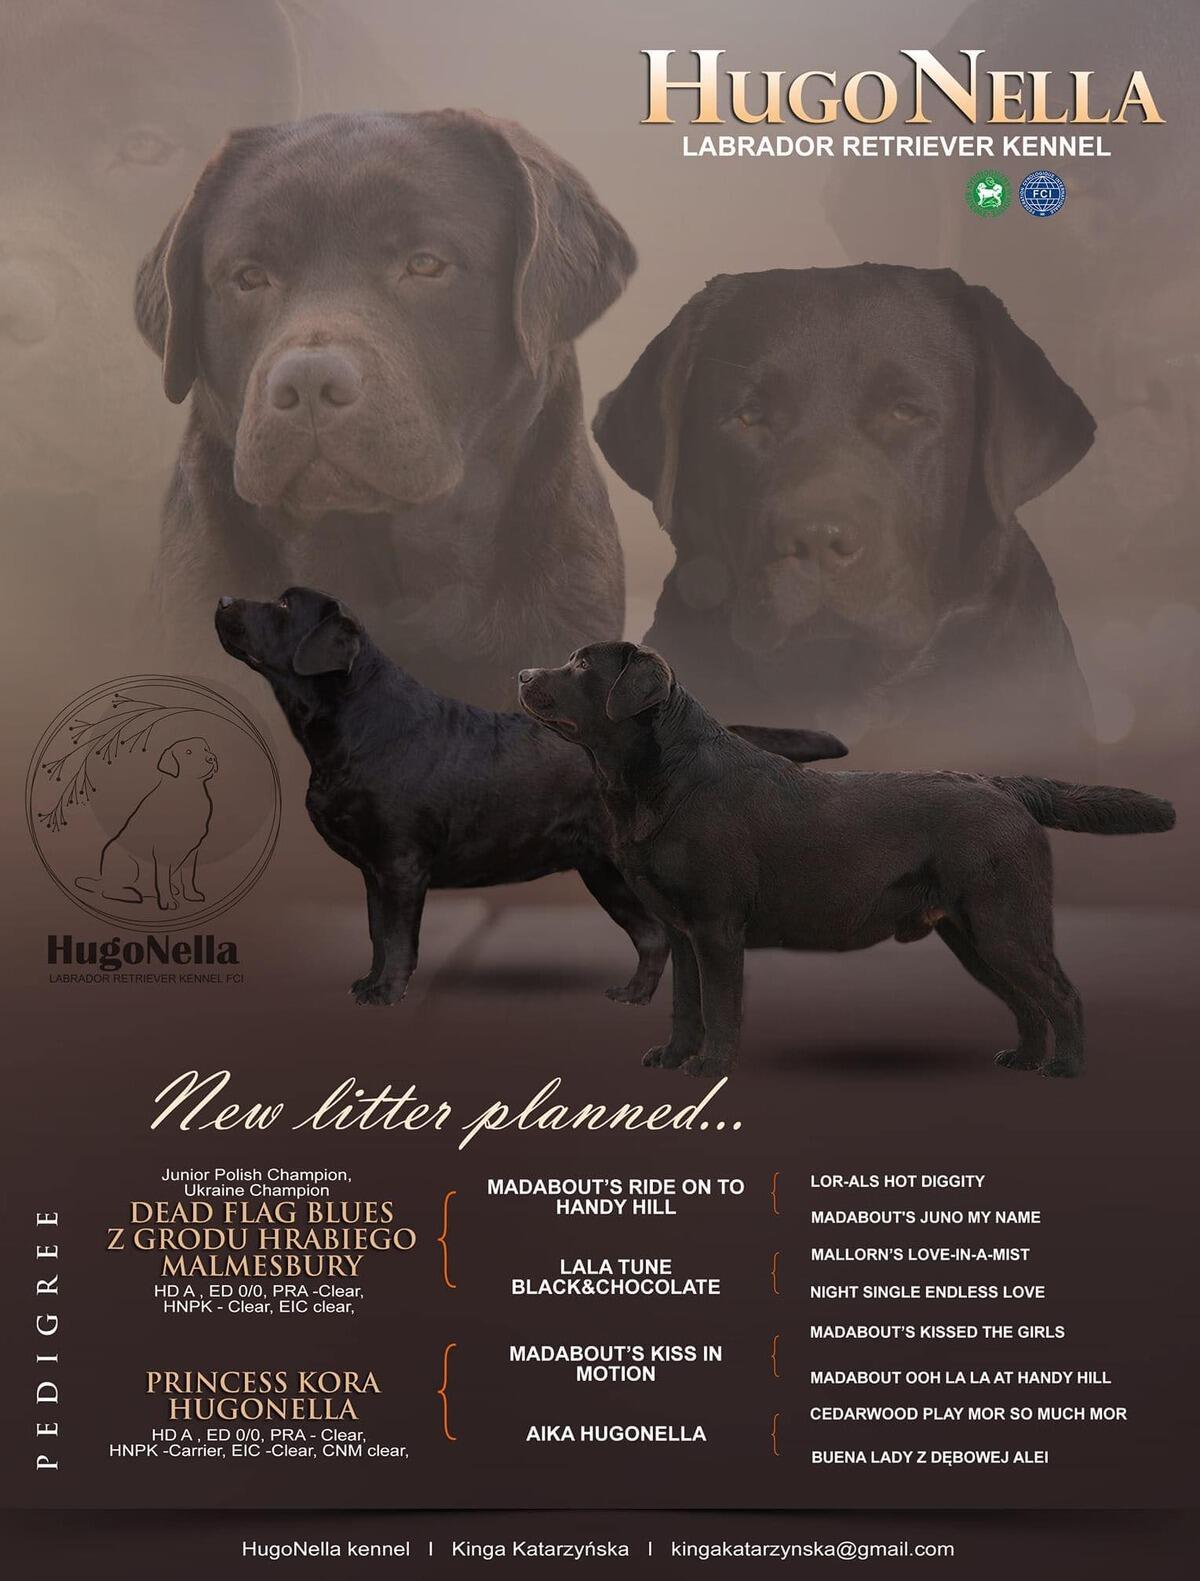 HUGONELLA
LABRADOR RETRIEVER KENNEL
FCI
HugoNella
LABRADOR RETRIEVER KENNEL FCI
New litter planned...
PEDIGREE
Junior Polish Champion,
Ukraine Champion
DEAD FLAG BLUES
Z GRODU HRABIEGO
MALMESBURY
HD A , ED 0/0, PRA -Clear,
HNPK - Clear, EIC clear,
MADABOUT'S RIDE ON TO
HANDY HILL
LOR-ALS HOT DIGGITY
MADABOUT'S JUNO MY NAME
LALA TUNE
BLACK&CHOCOLATE
MALLORN'S LOVE-IN-A-MIST
NIGHT SINGLE ENDLESS LOVE
PRINCESS KORA
HUGONELLA
HD A , ED 0/0, PRA - Clear,
HNPK -Carrier, EIC -Clear, CNM clear,
MADABOUT'S KISS IN
MOTION
MADABOUT'S KISSED THE GIRLS
MADABOUT OOH LA LA AT HANDY HILL
AIKA HUGONELLA
CEDARWOOD PLAY MOR SO MUCH MOR
BUENA LADY Z DĘBOWEJ ALEI
HugoNella kennel I Kinga Katarzyńska I kingakatarzynska@gmail.com